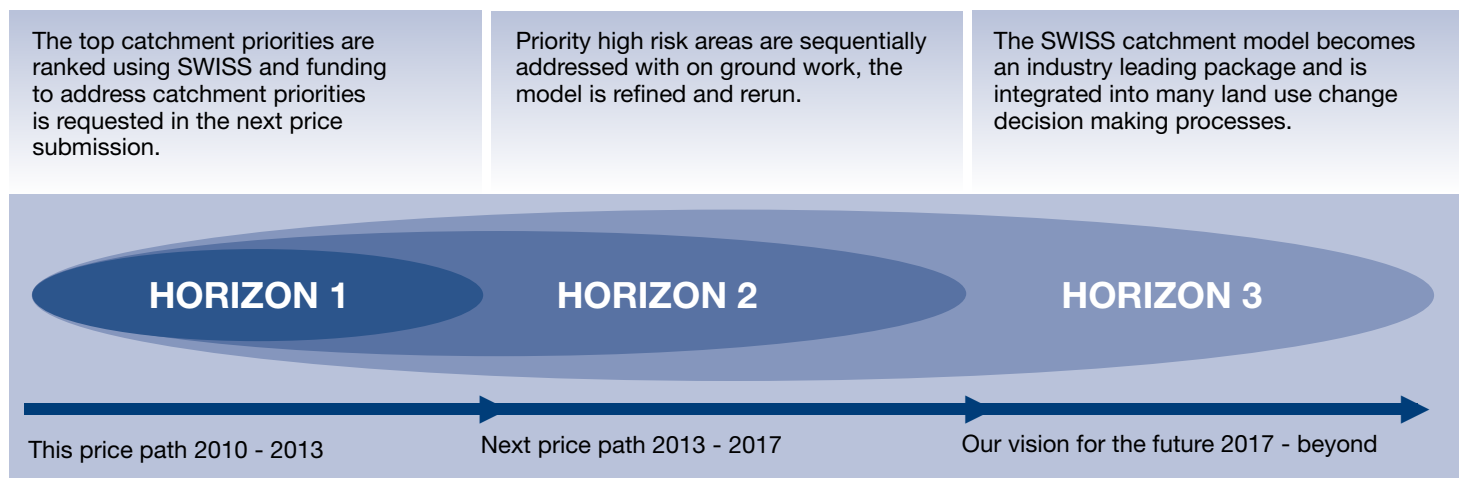 The top catchment priorities are
ranked using SWISS and funding
to address catchment priorities
is requested in the next price
submission.
Priority high risk areas are sequentially
addressed with on ground work, the
model is refined and rerun.
The SWISS catchment model becomes
an industry leading package and is
integrated into many land use change
decision making processes.
HORIZON 1
HORIZON 2
HORIZON 3
This price path 2010 - 2013
Next price path 2013 - 2017
Our vision for the future 2017 - beyond